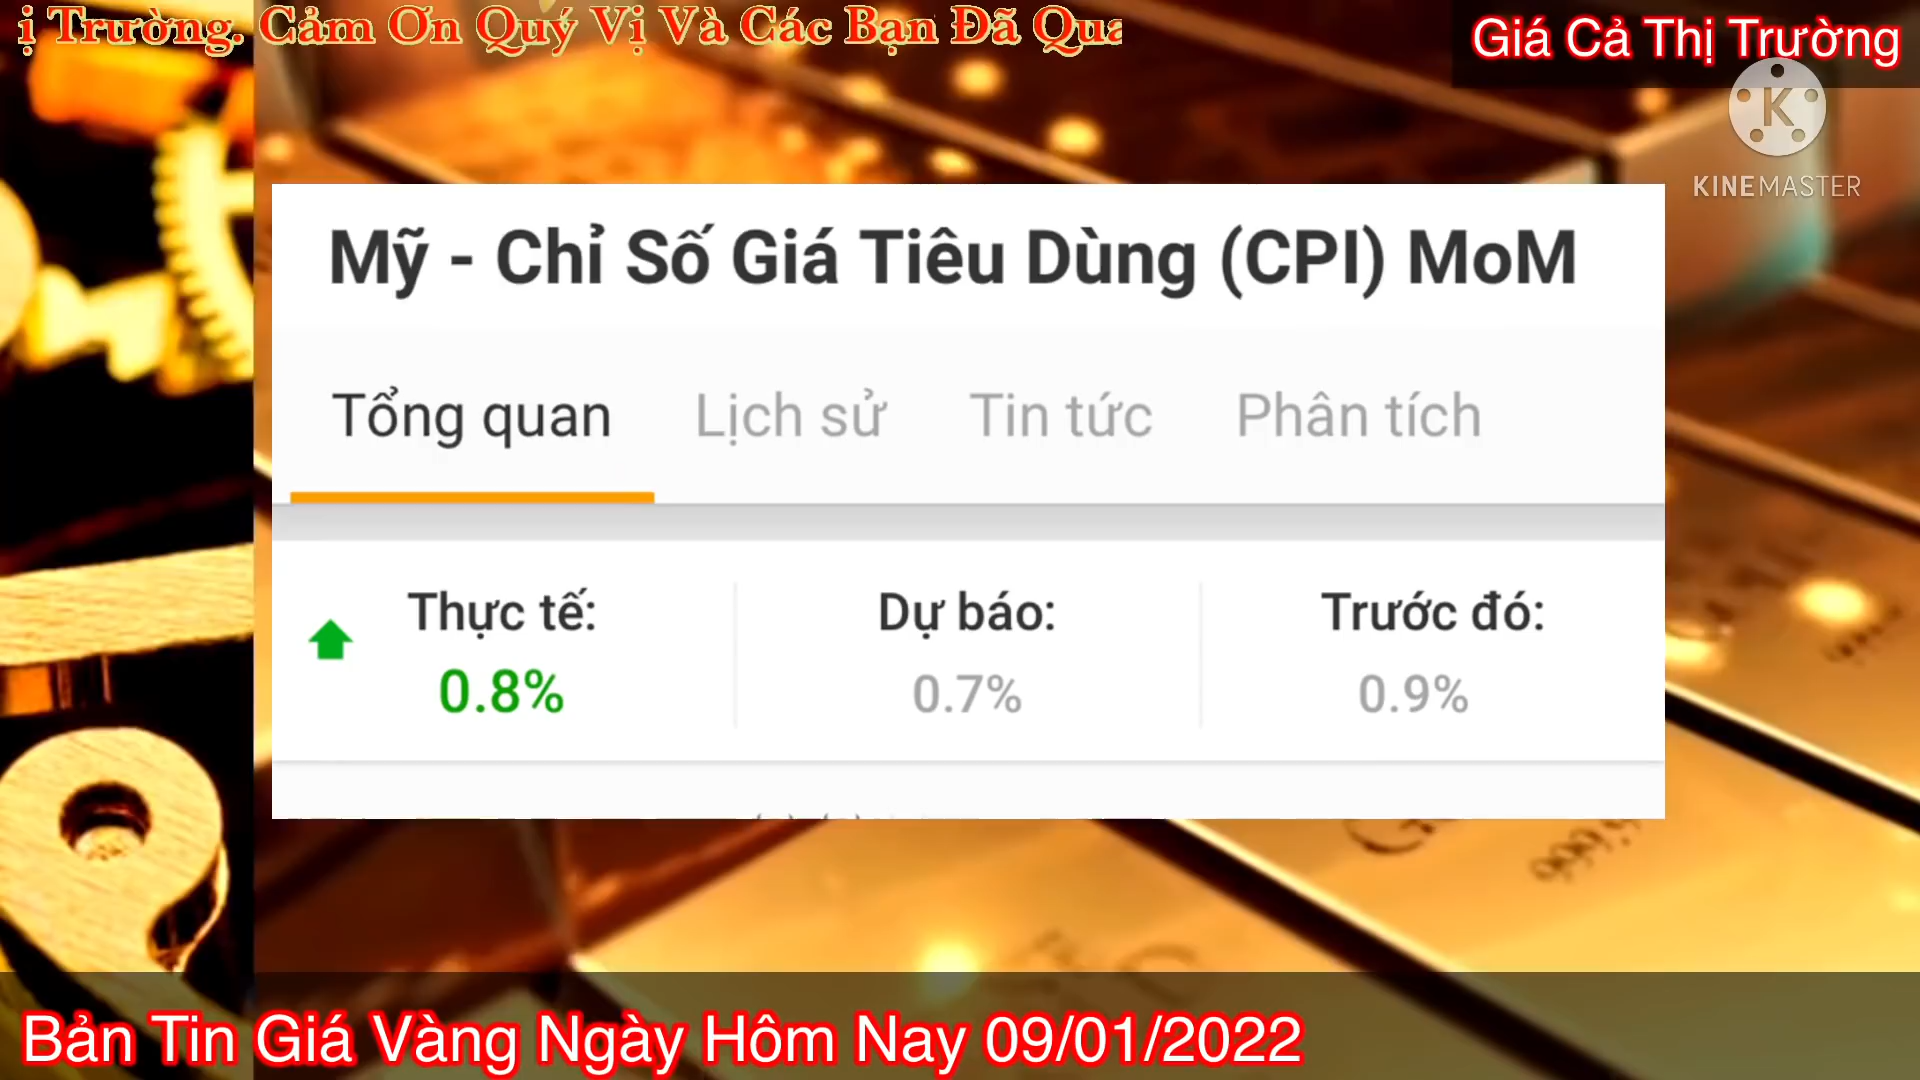 ị Trường. Cảm Ơn Quý Vị Và Các Bạn Đã Qua
Giá Cả Thị Trường
K
KINEMASTER
Mỹ - Chỉ Số Giá Tiêu Dùng (CPI) MoM
Tổng quan Lịch sử Tin tức Phân tích
Thực tế: Dự báo: Trước đó:
0.8% 0.7% 0.9%
999,9
Bản Tin Giá Vàng Ngày Hôm Nay 09/01/2022